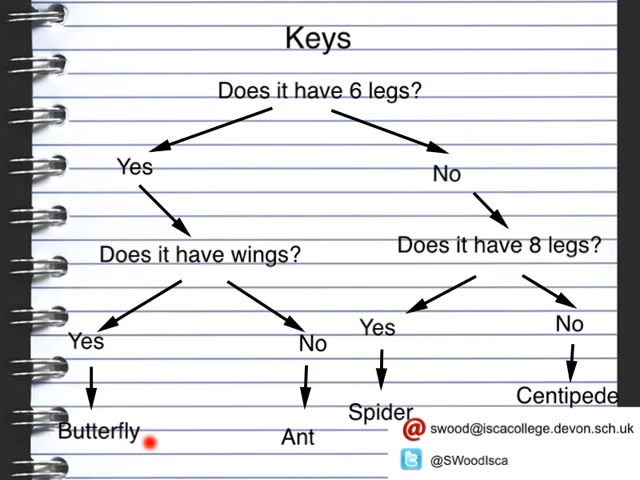 Keys
Does it have 6 legs?
Yes
No
Does it have wings?
Does it have 8 legs?
Yes
No
Yes
No
Butterfly
Ant
Spider
Centipede
swood@iscacollege.devon.sch.uk
@SWoodIsca